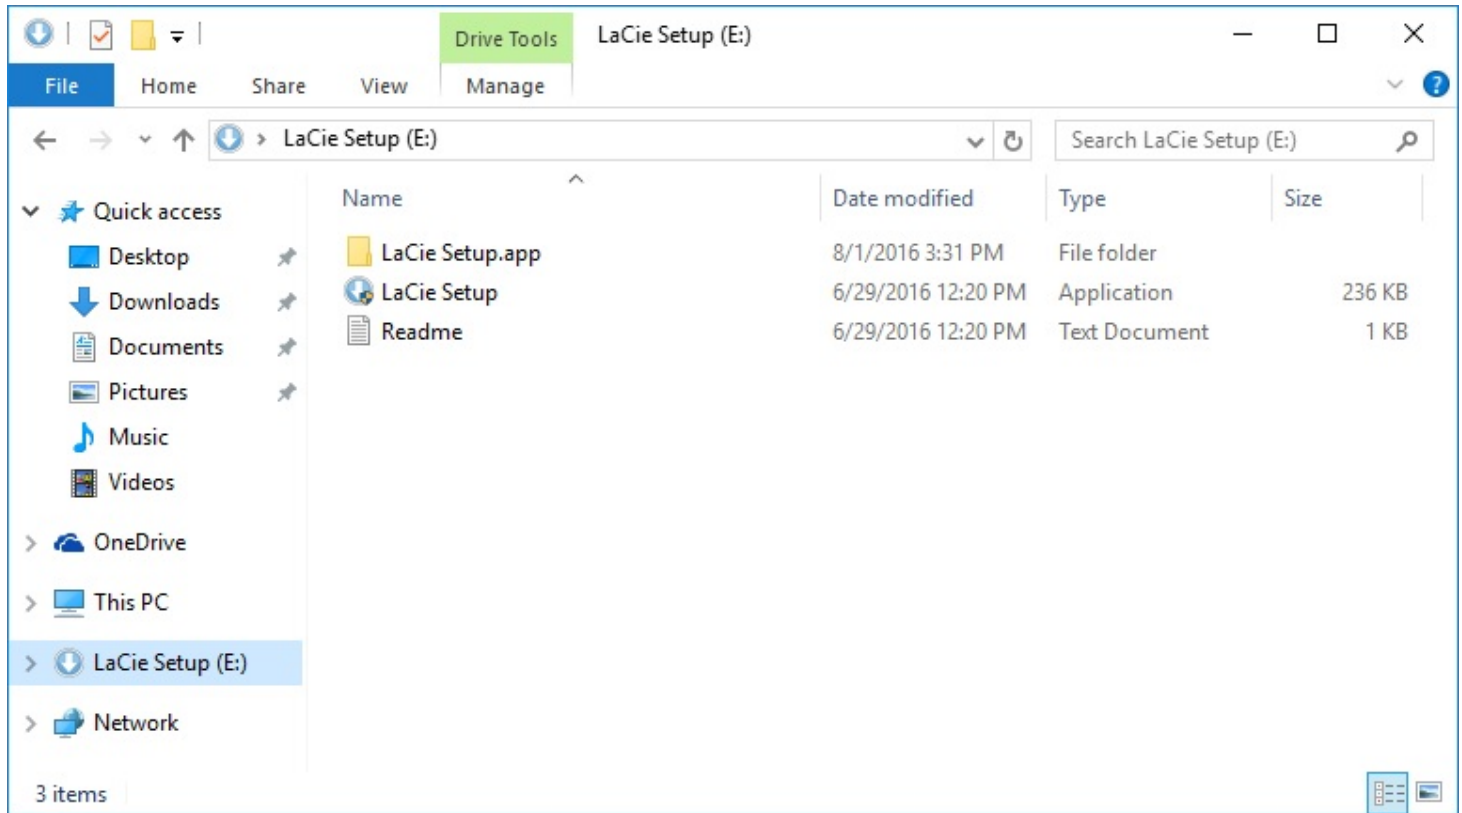 Drive Tools LaCie Setup (E:)
File Home Share View Manage
LaCie Setup (E:) Search LaCie Setup (E:)
Name Date modified Type Size
Quick access
Desktop
Downloads
Documents
Pictures
Music
Videos
OneDrive
This PC
LaCie Setup (E:)
Network
LaCie Setup.app 8/1/2016 3:31 PM File folder
LaCie Setup 6/29/2016 12:20 PM Application 236 KB
Readme 6/29/2016 12:20 PM Text Document 1 KB
3 items